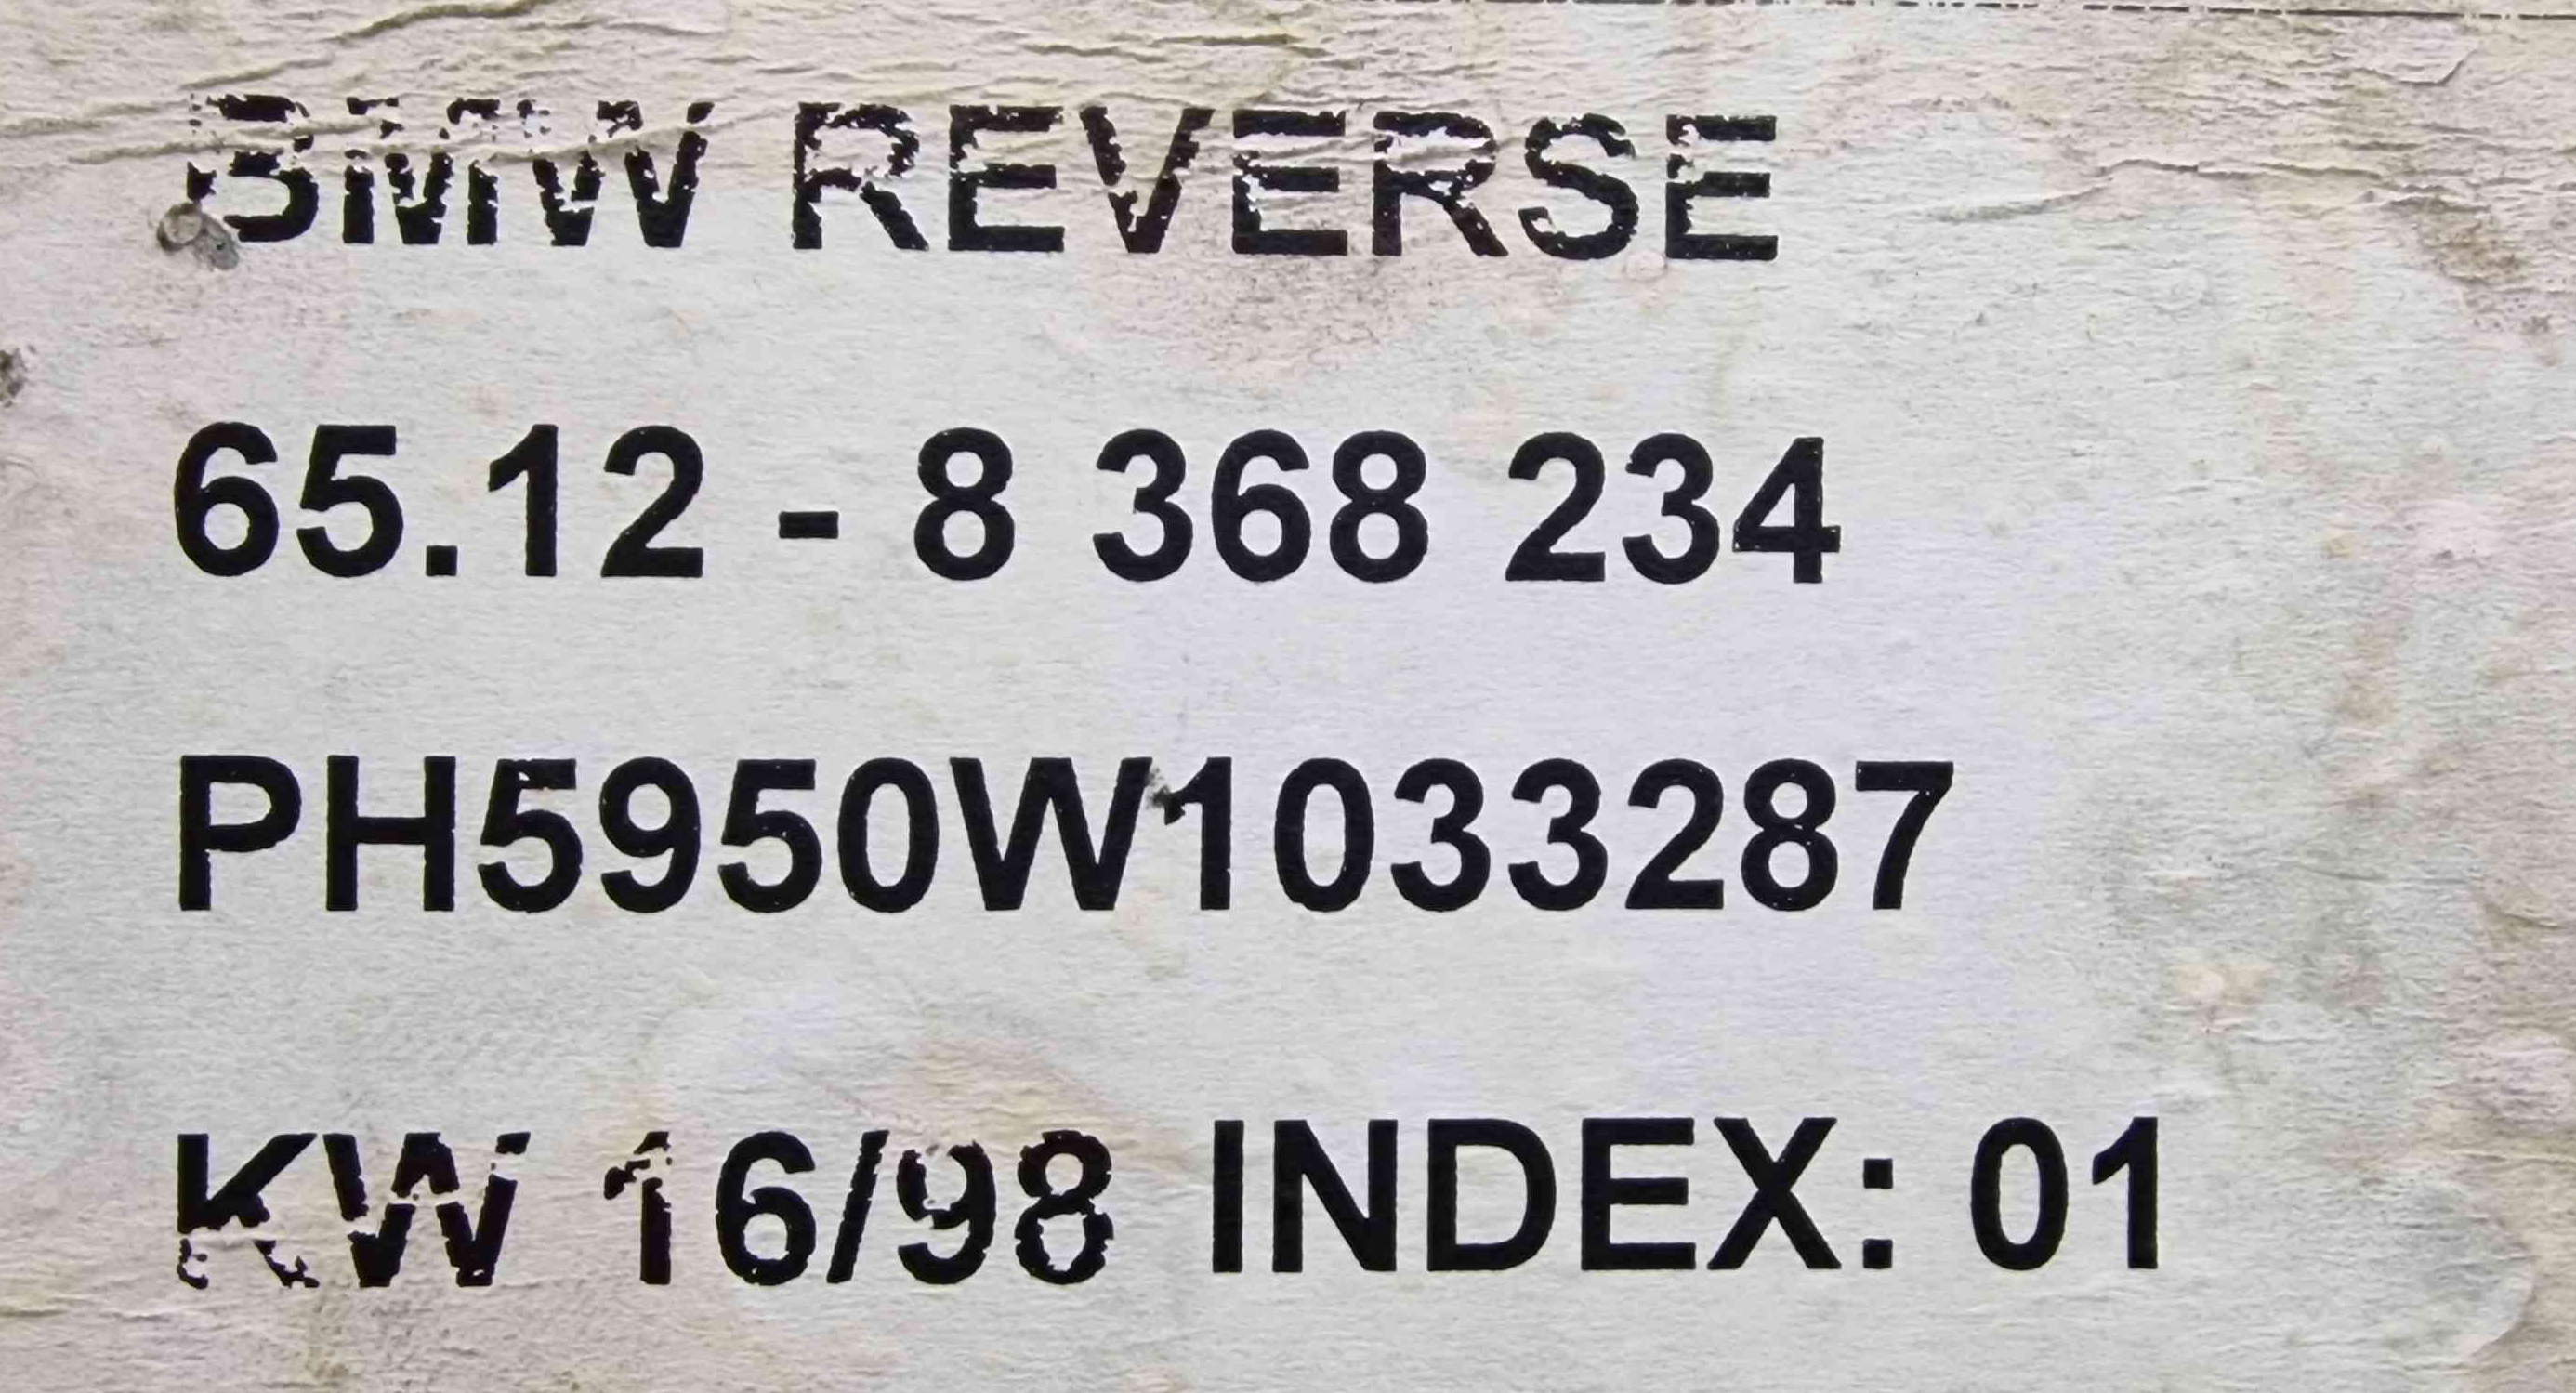 BMW REVERSE
65.12 - 8 368 234
PH5950W1033287
KW 16/98 INDEX: 01